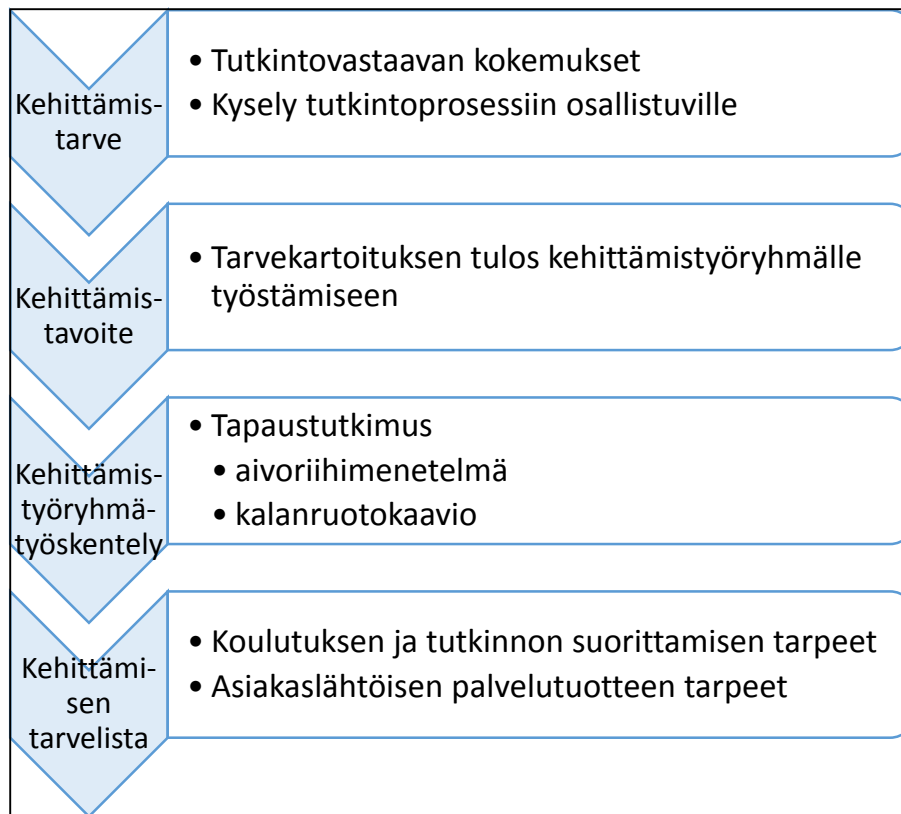 Kehittämis-
tarve
• Tutkintovastaavan kokemukset
• Kysely tutkintoprosessiin osallistuville
Kehittämis-
tavoite
• Tarvekartoituksen tulos kehittämistyöryhmälle
työstämiseen
Kehittämis-
työryhmä-
työskentely
• Tapaustutkimus
• aivoriihimenetelmä
• kalanruotokaavio
Kehittämi-
sen
tarvelista
• Koulutuksen ja tutkinnon suorittamisen tarpeet
• Asiakaslähtöisen palvelutuotteen tarpeet